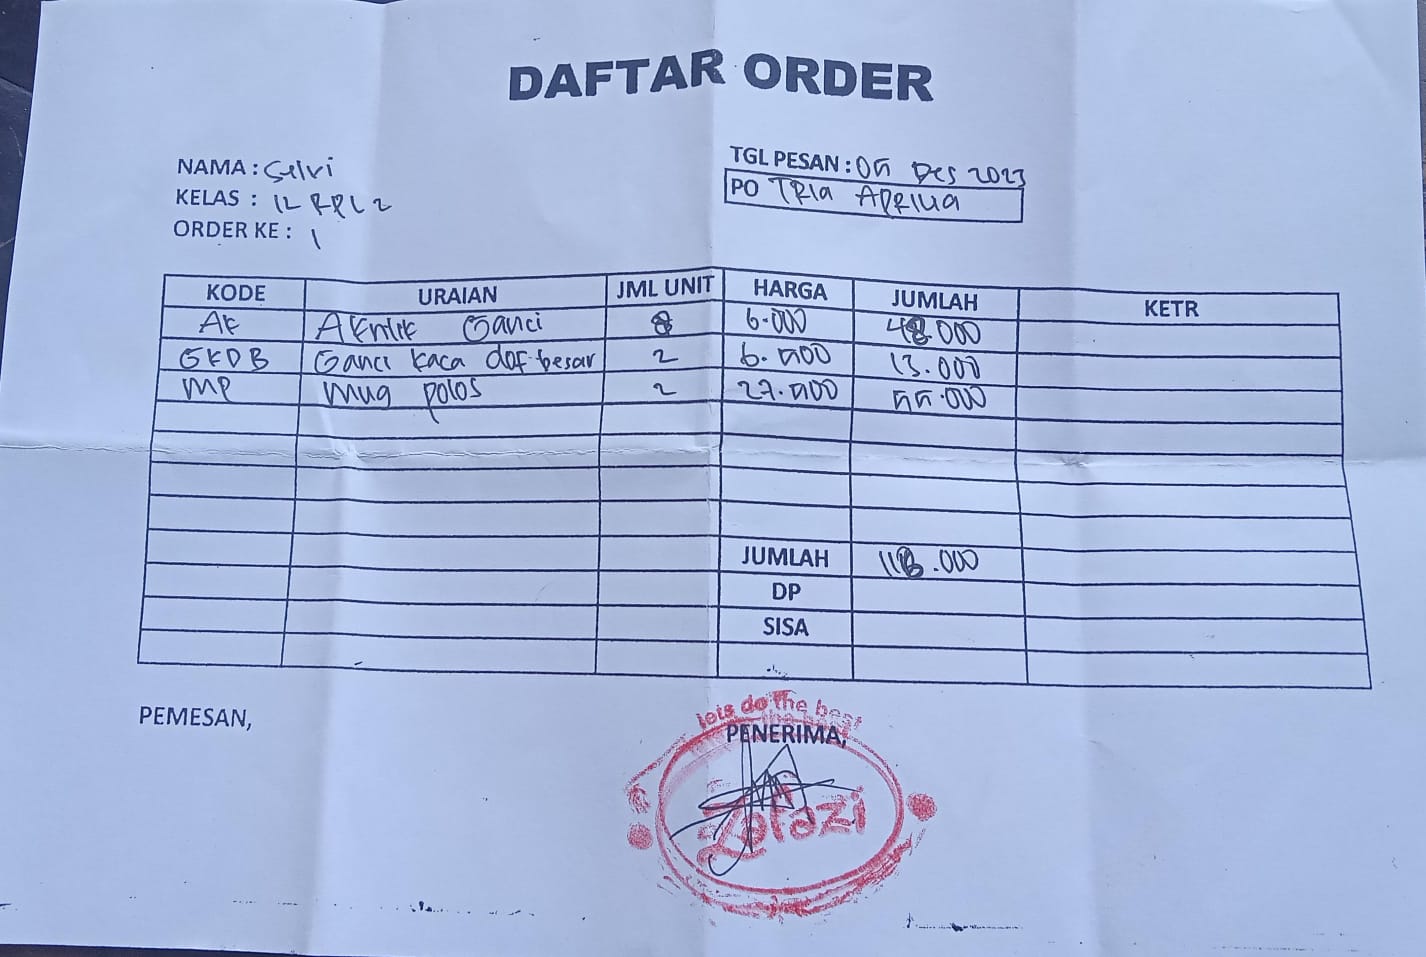 DAFTAR ORDER
NAMA : Selvi
KELAS : 12 RPL 2
ORDER KE : 1
TGL PESAN : 05 Des 2023
PO TRIa APRILIA
KODE URAIAN JML UNIT HARGA JUMLAH KETR
AK AKrilik Ganci 8 6.000 48.000
GKDB Ganci kaca dof besar 2 6.500 13.000
MP Mug polos 2 27.500 55.000
JUMLAH 116.000
DP
SISA
PEMESAN,
lets do the best
PENERIMA,